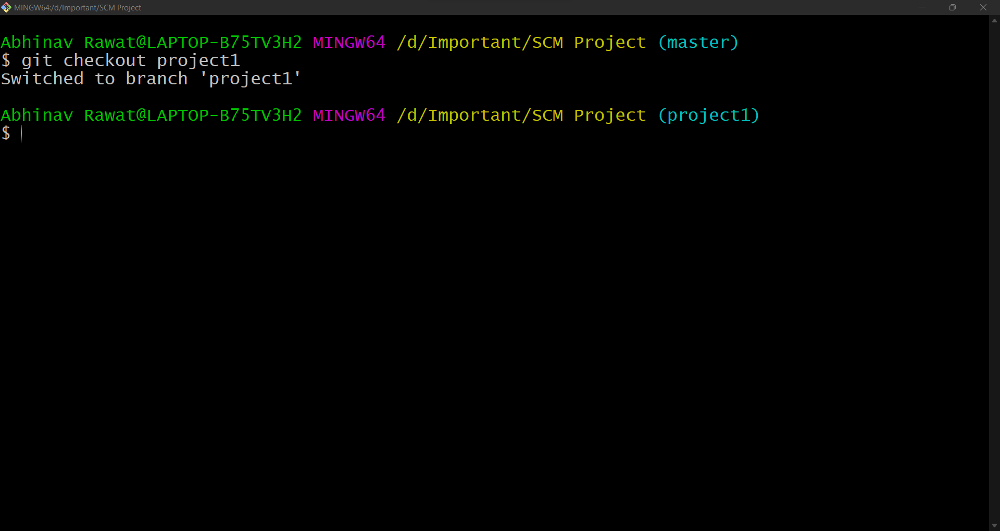 MINGW64:/d/Important/SCM Project
Abhinav Rawat@LAPTOP-B75TV3H2 MINGW64 /d/Important/SCM Project (master)
$ git checkout project1
Switched to branch 'project1'
Abhinav Rawat@LAPTOP-B75TV3H2 MINGW64 /d/Important/SCM Project (project1)
$